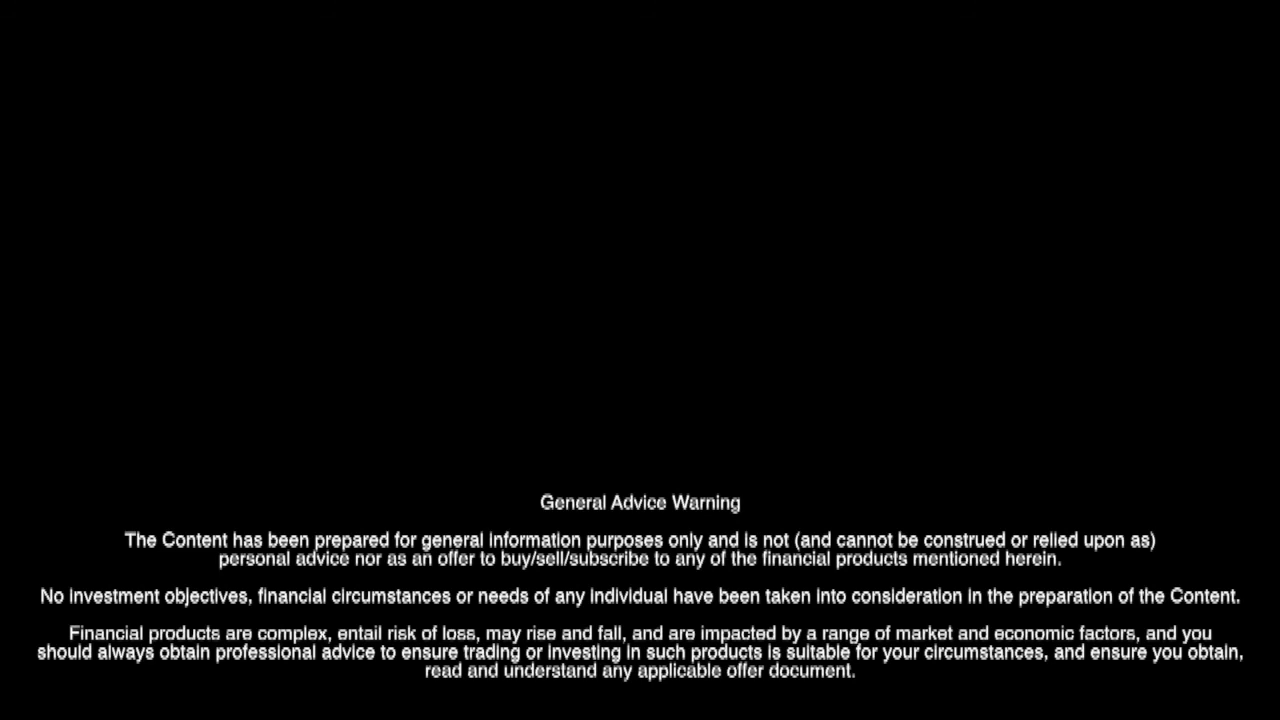 General Advice Warning
The Content has been prepared for general information purposes only and is not (and cannot be construed or relied upon as)
personal advice nor as an offer to buy/sell/subscribe to any of the financial products mentioned herein.
No investment objectives, financial circumstances or needs of any individual have been taken into consideration in the preparation of the Content.
Financial products are complex, entail risk of loss, may rise and fall, and are impacted by a range of market and economic factors, and you
should always obtain professional advice to ensure trading or investing in such products is suitable for your circumstances, and ensure you obtain,
read and understand any applicable offer document.